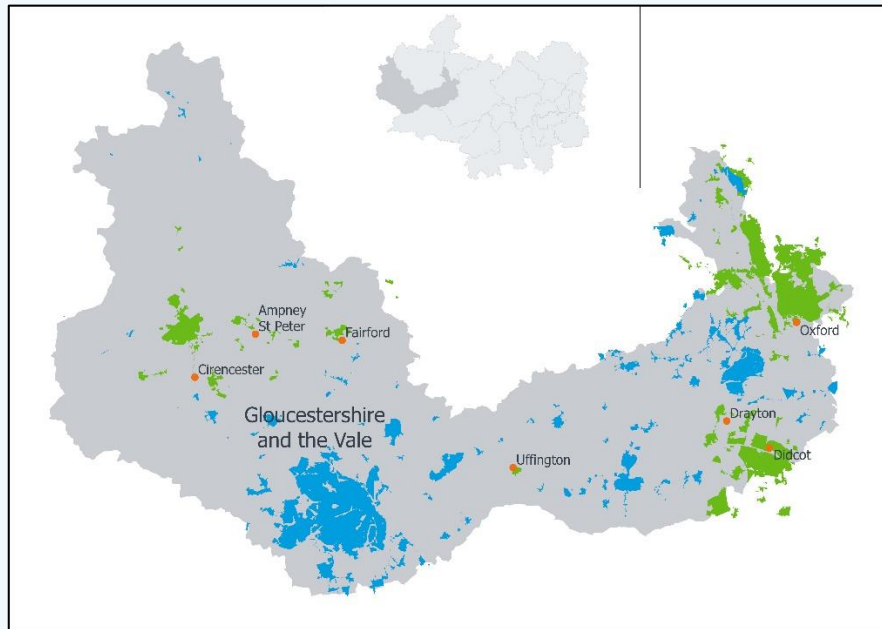 Ampney
St Peter
Fairford
Cirencester
Gloucestershire
and the Vale
Uffington
Oxford
Drayton
Didcot